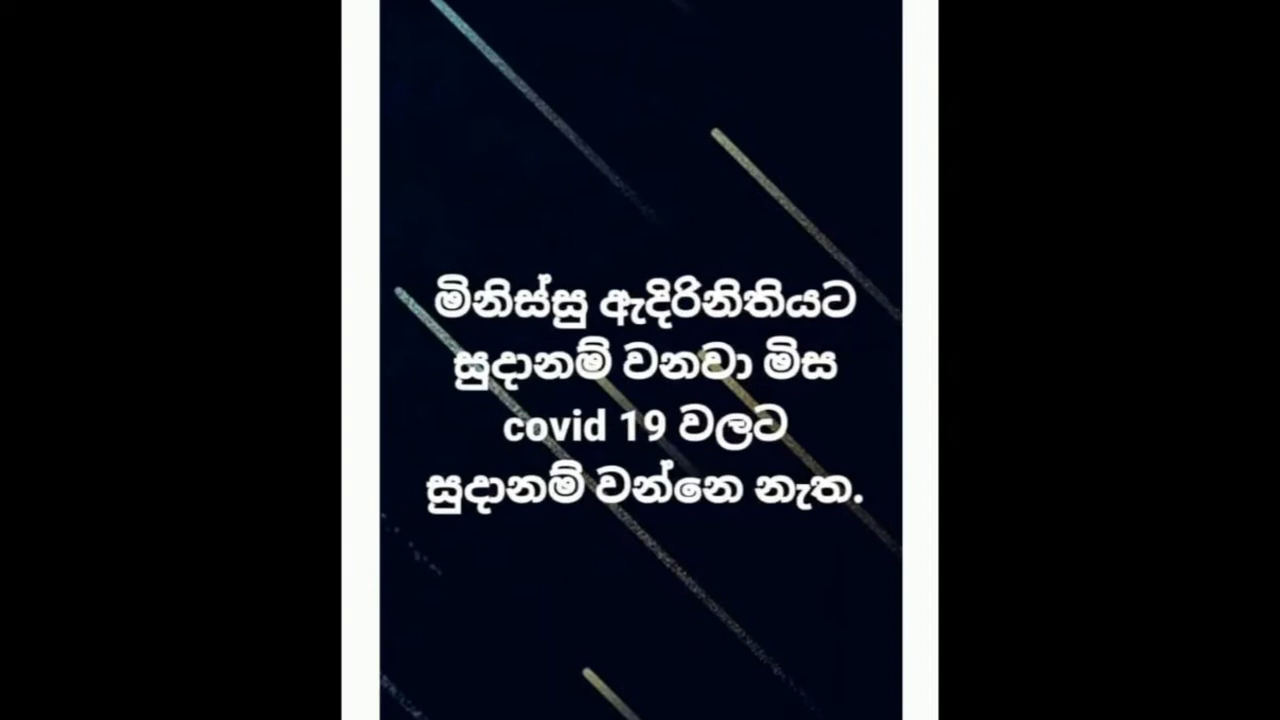 මිනිස්සු ඇදිරිනිතියට
සුදානම් වනවා මිස
covid 19 වලට
සුදානම් වන්නෙ නැත.